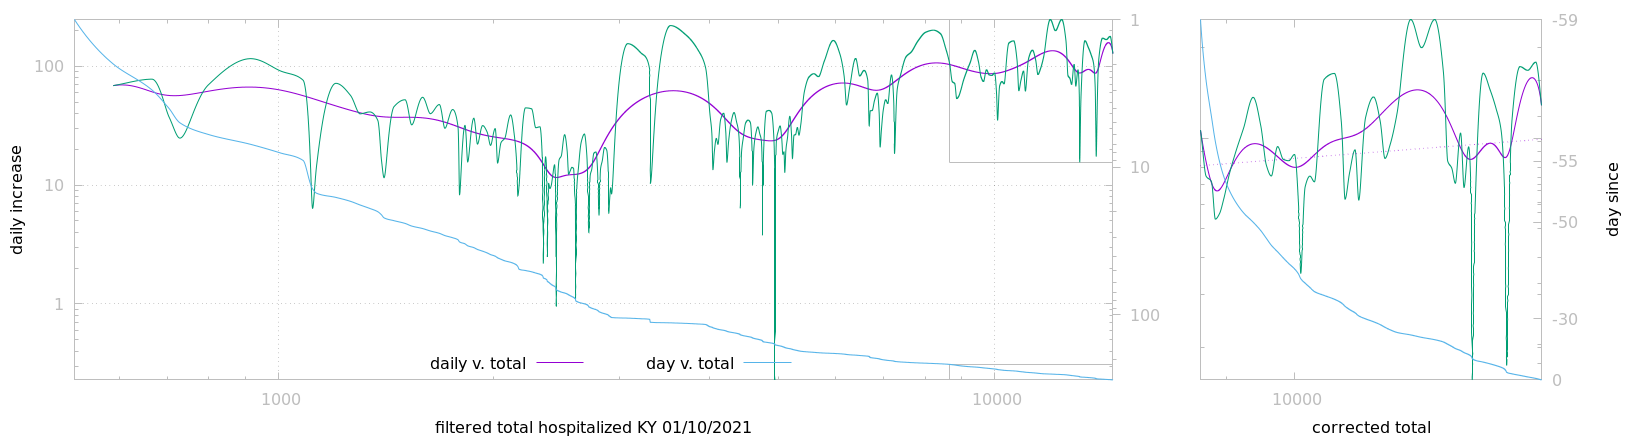 daily increase
100
10
1
1000
10000
1
10
100
daily v. total
day v. total
filtered total hospitalized KY 01/10/2021
10000
-59
-55
-50
-30
0
day since
corrected total